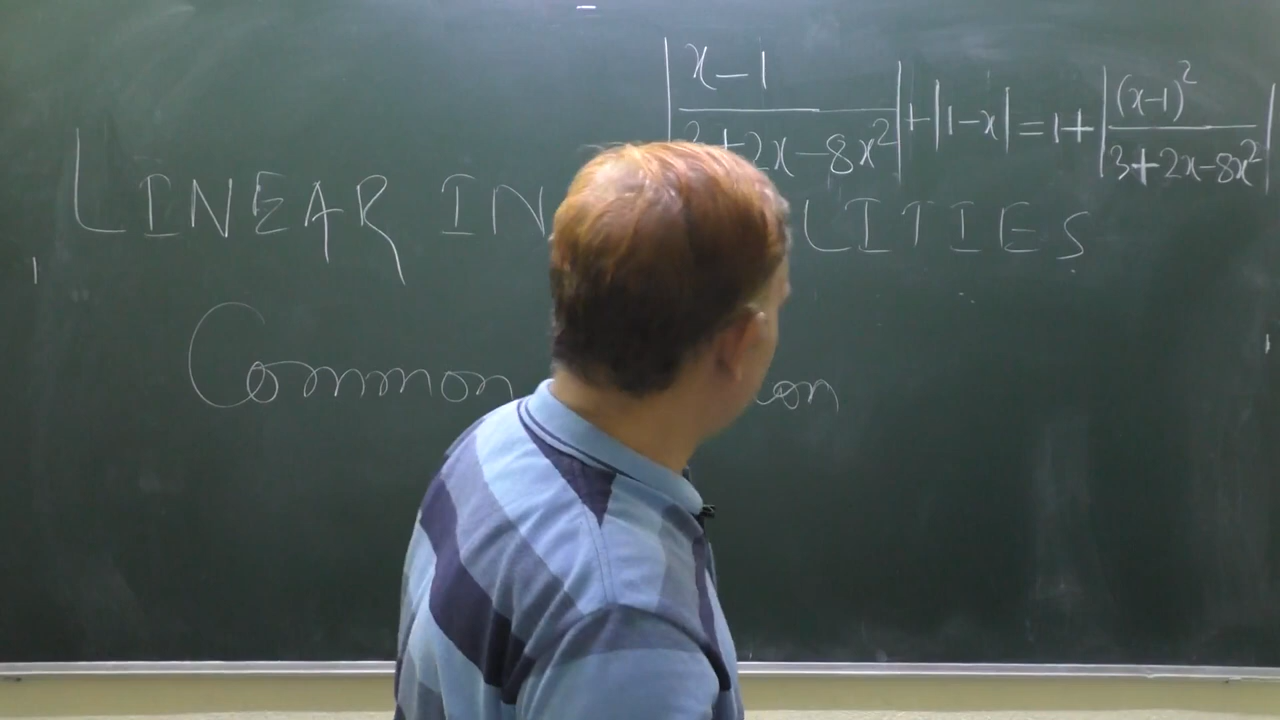 |x-1 / 3+2x-8x²| + |1-x| = 1 + |(x-1)² / 3+2x-8x²|
LINEAR IN LITIES
Common on